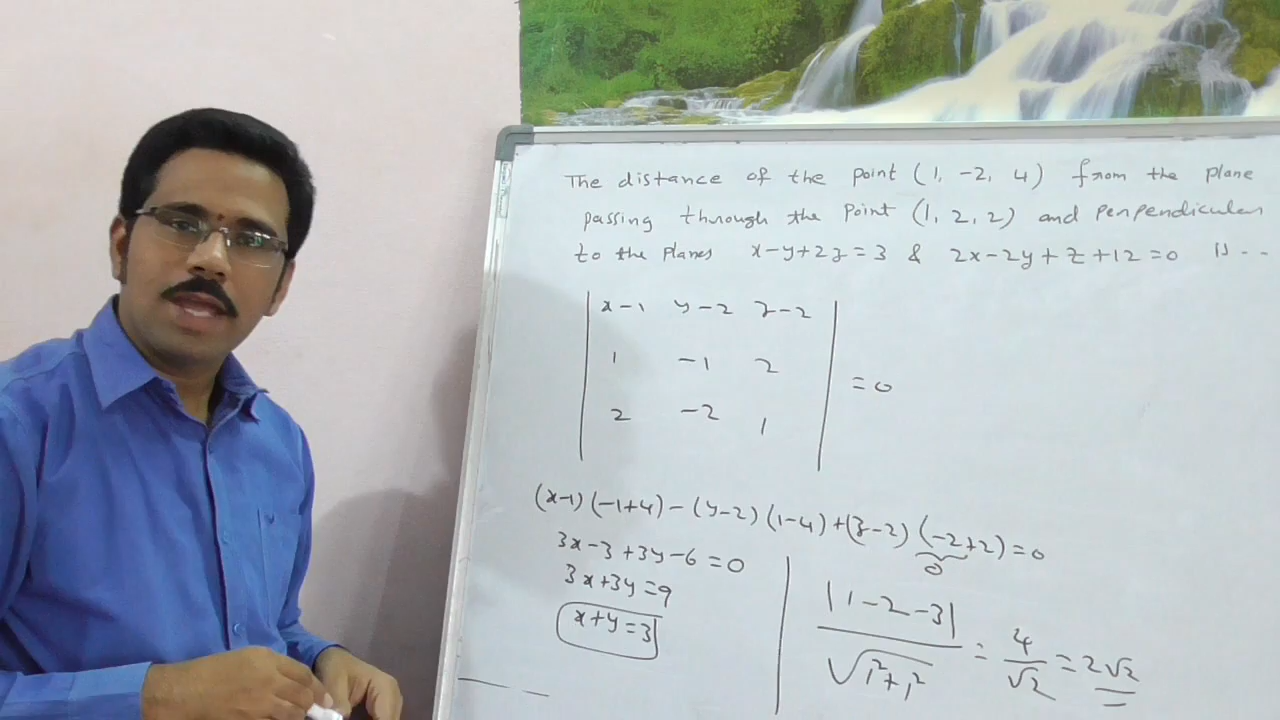 The distance of the point (1, -2, 4) from the plane
passing through the point (1, 2, 2) and perpendicular
to the planes x-y+2z=3 & 2x-2y+z+12=0 is --
| x-1 y-2 z-2 |
| 1 -1 2 | =0
| 2 -2 1 |
(x-1)(-1+4)-(y-2)(1-4)+(z-2)(-2+2)=0
0
3x-3+3y-6=0
3x+3y=9
x+y=3
|1-2-3| / √1²+1² = 4/√2 = 2√2